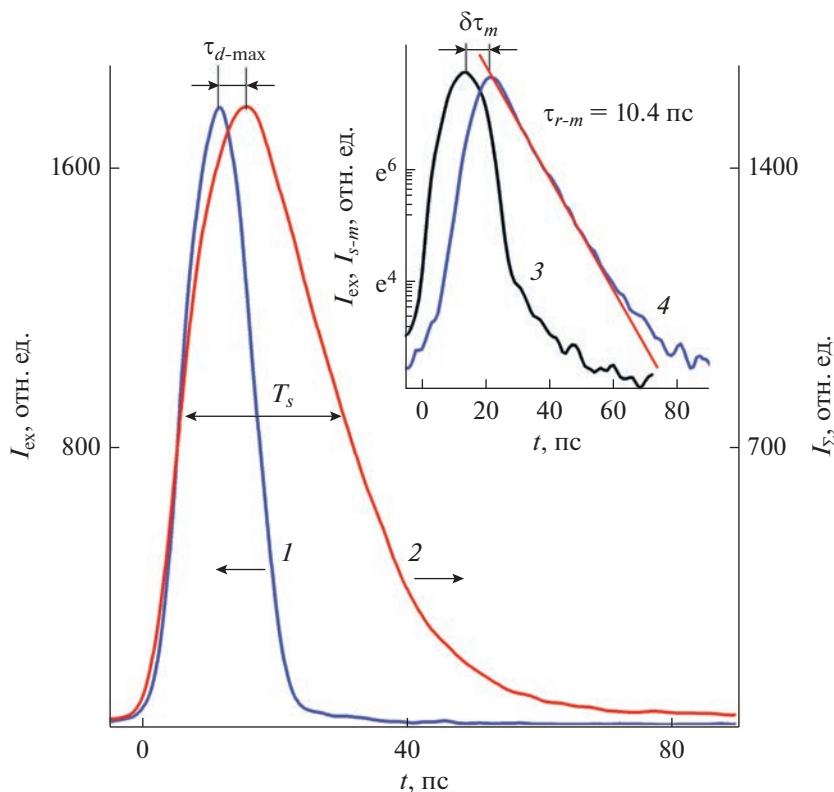 τd-max
δτm
τr-m = 10.4 пс
1600
800
Iex, отн. ед.
Ts
1
2
0
40
80
t, пс
1400
700
IΣ, отн. ед.
e⁶
e⁴
Iex, Is-m, отн. ед.
3
4
0
20
40
60
80
t, пс